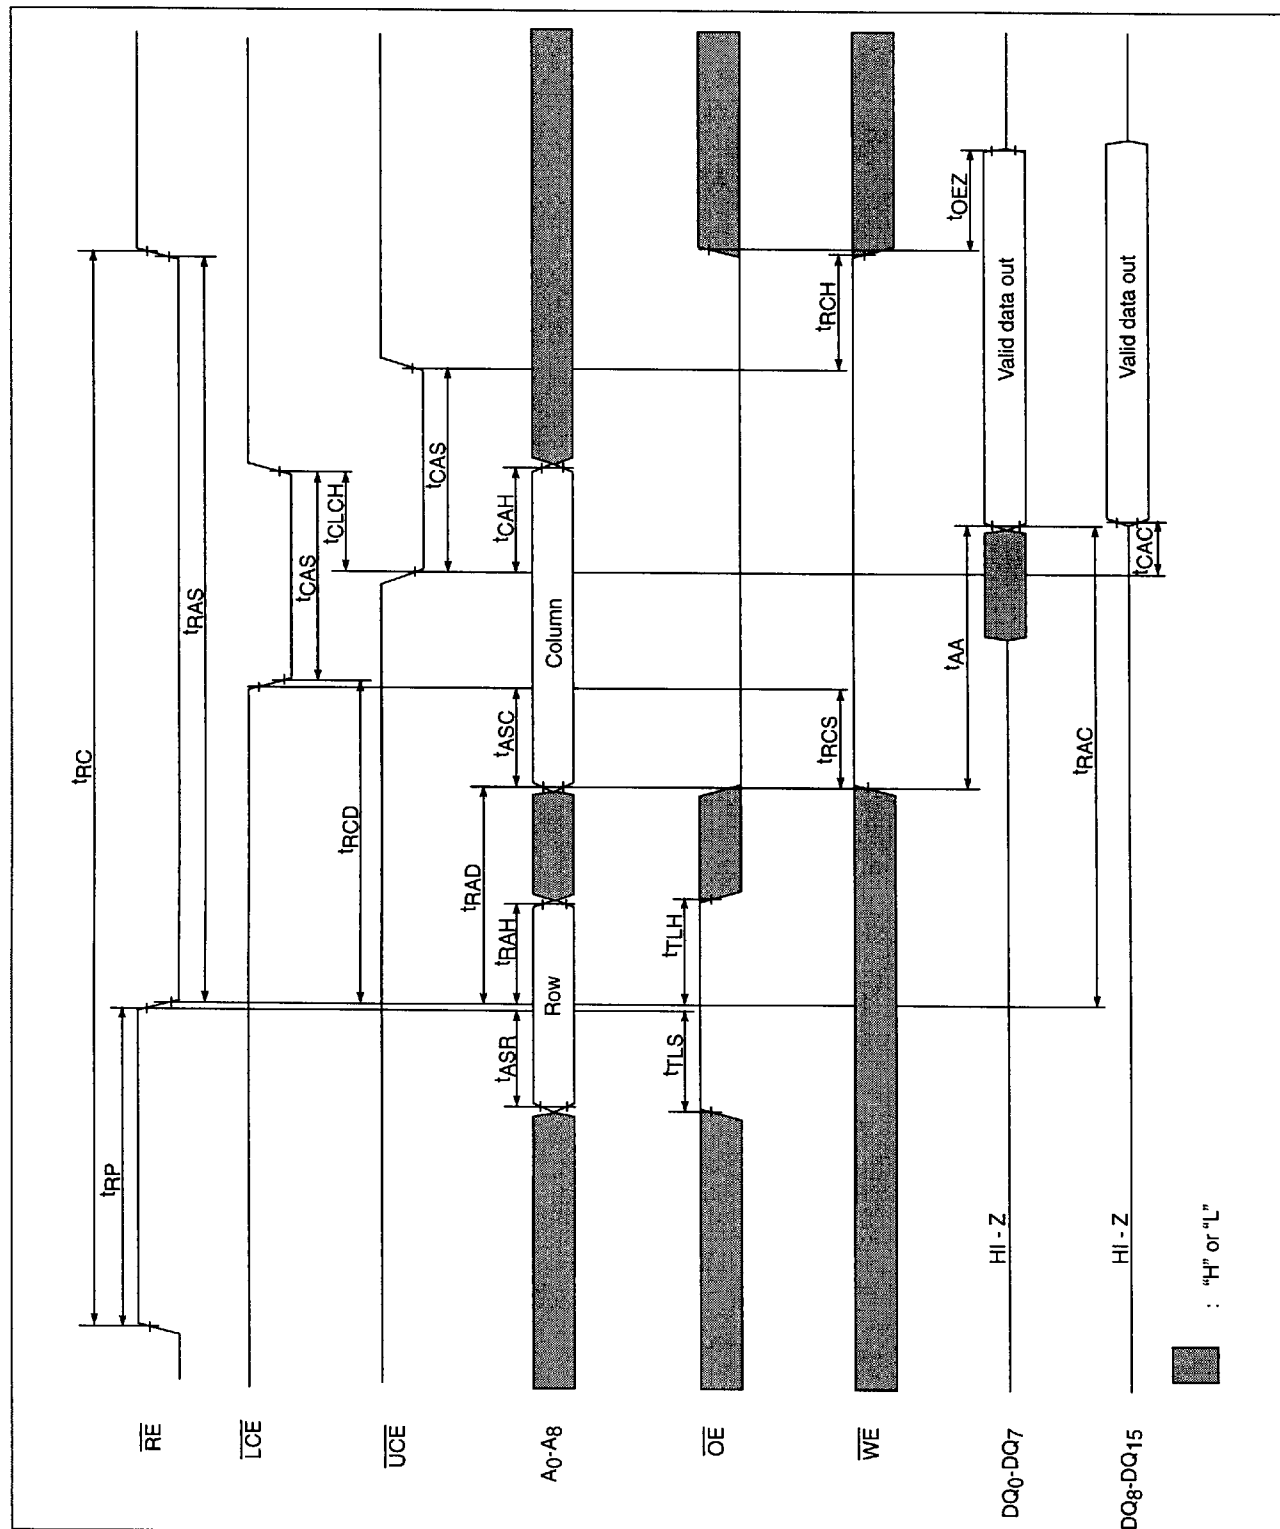 RE
tRP
tRC
tRAS
LCE
tRCD
tCAS
tCLCH
UCE
tCAS
A0-A8
tASR
tRAH
tRAD
tASC
tCAH
Row
Column
OE
tTLS
tTLH
WE
tRCS
tRCH
DQ0-DQ7
HI - Z
tAA
tOEZ
Valid data out
DQ8-DQ15
HI - Z
tRAC
tCAC
Valid data out
: "H" or "L"